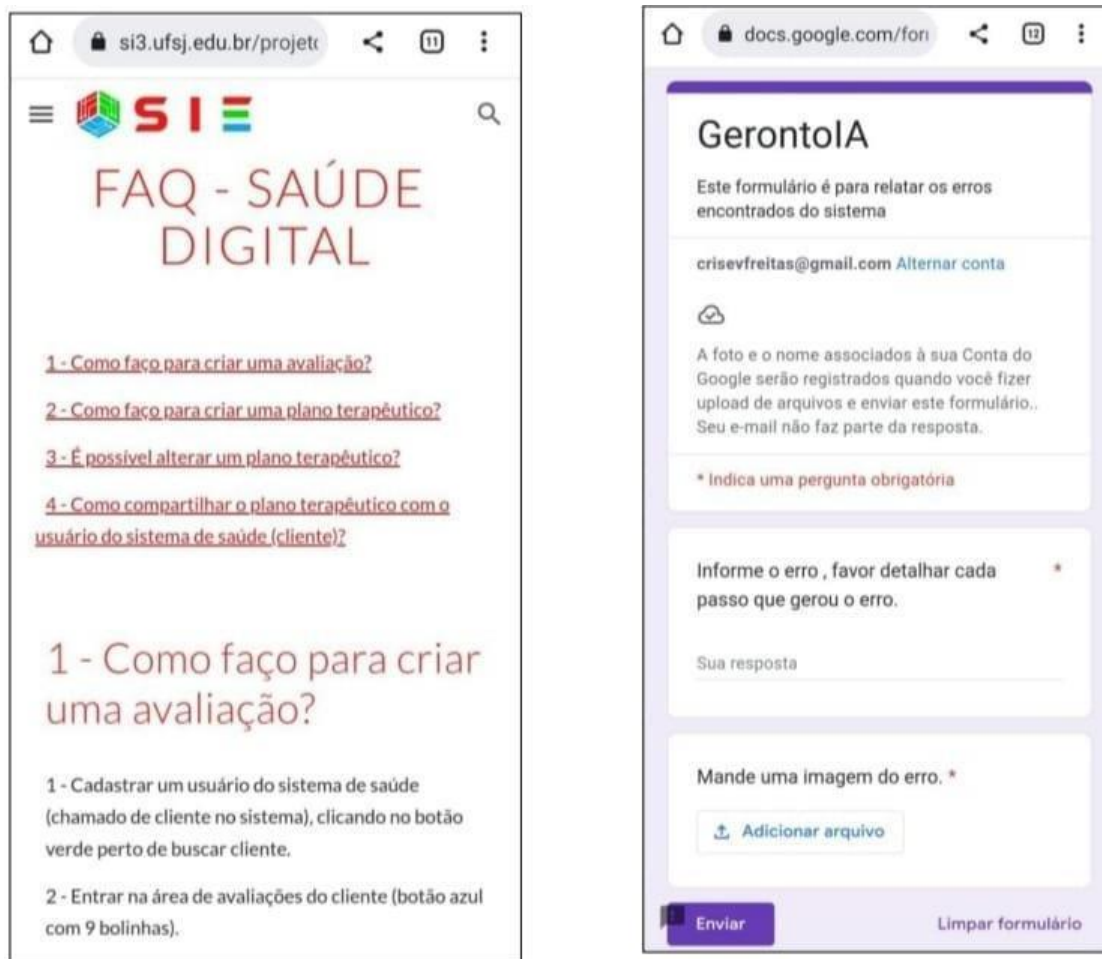 si3.ufsj.edu.br/projetc
11
SIE
FAQ - SAÚDE
DIGITAL
1 - Como faço para criar uma avaliação?
2 - Como faço para criar uma plano terapêutico?
3 - É possível alterar um plano terapêutico?
4 - Como compartilhar o plano terapêutico com o
usuário do sistema de saúde (cliente)?
1 - Como faço para criar
uma avaliação?
1 - Cadastrar um usuário do sistema de saúde
(chamado de cliente no sistema), clicando no botão
verde perto de buscar cliente.
2 - Entrar na área de avaliações do cliente (botão azul
com 9 bolinhas).
docs.google.com/forr
12
GerontoIA
Este formulário é para relatar os erros
encontrados do sistema
crisevfreitas@gmail.com Alternar conta
A foto e o nome associados à sua Conta do
Google serão registrados quando você fizer
upload de arquivos e enviar este formulário..
Seu e-mail não faz parte da resposta.
* Indica uma pergunta obrigatória
Informe o erro , favor detalhar cada *
passo que gerou o erro.
Sua resposta
Mande uma imagem do erro. *
Adicionar arquivo
Enviar
Limpar formulário